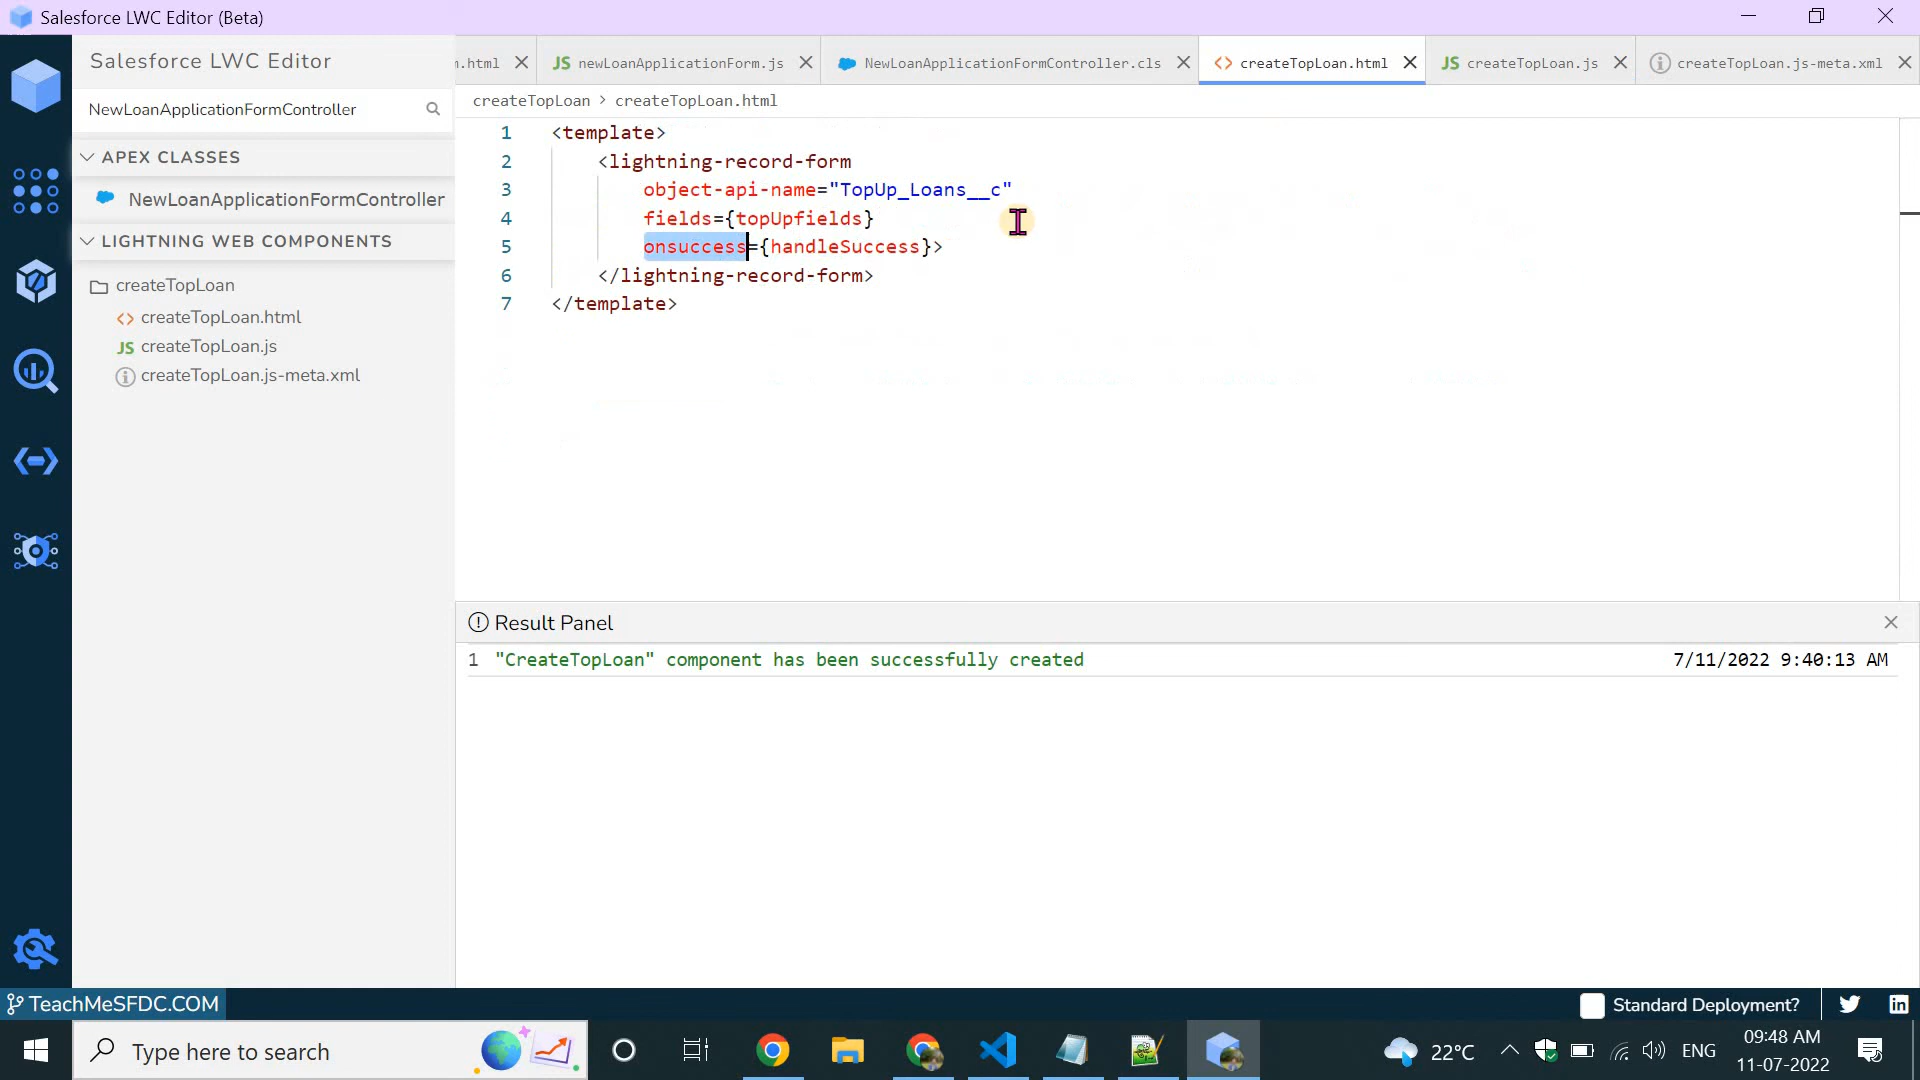 Salesforce LWC Editor (Beta)
Salesforce LWC Editor
NewLoanApplicationFormController
APEX CLASSES
NewLoanApplicationFormController
LIGHTNING WEB COMPONENTS
createTopLoan
createTopLoan.html
createTopLoan.js
createTopLoan.js-meta.xml
n.html
JS newLoanApplicationForm.js
NewLoanApplicationFormController.cls
<> createTopLoan.html
JS createTopLoan.js
createTopLoan.js-meta.xml
createTopLoan > createTopLoan.html
1 <template>
2 <lightning-record-form
3 object-api-name="TopUp_Loans__c"
4 fields={topUpfields}
5 onsuccess={handleSuccess}>
6 </lightning-record-form>
7 </template>
Result Panel
1 "CreateTopLoan" component has been successfully created 7/11/2022 9:40:13 AM
TeachMeSFDC.COM
Standard Deployment?
Type here to search
22°C
ENG
09:48 AM
11-07-2022